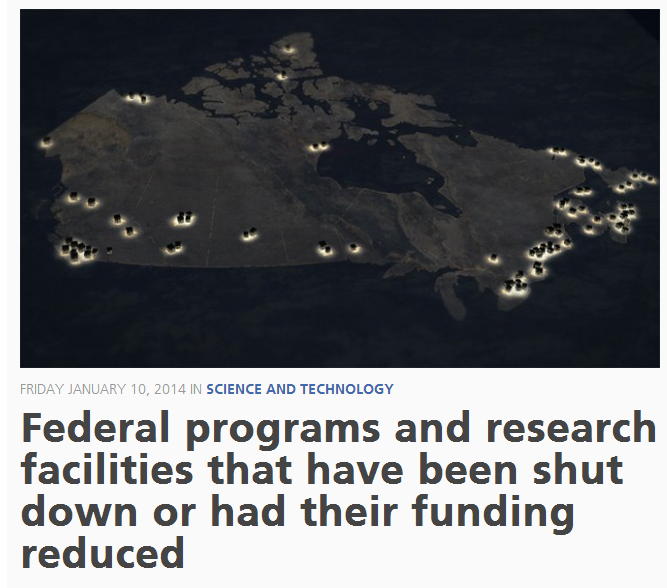 FRIDAY JANUARY 10, 2014 IN SCIENCE AND TECHNOLOGY
Federal programs and research
facilities that have been shut
down or had their funding
reduced